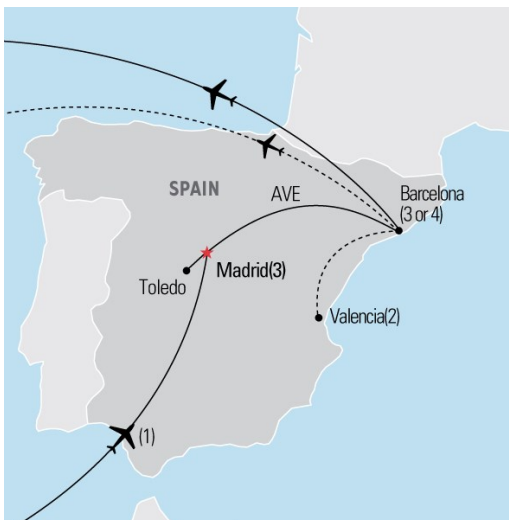 SPAIN
AVE
Barcelona
(3 or 4)
Madrid(3)
Toledo
Valencia(2)
(1)